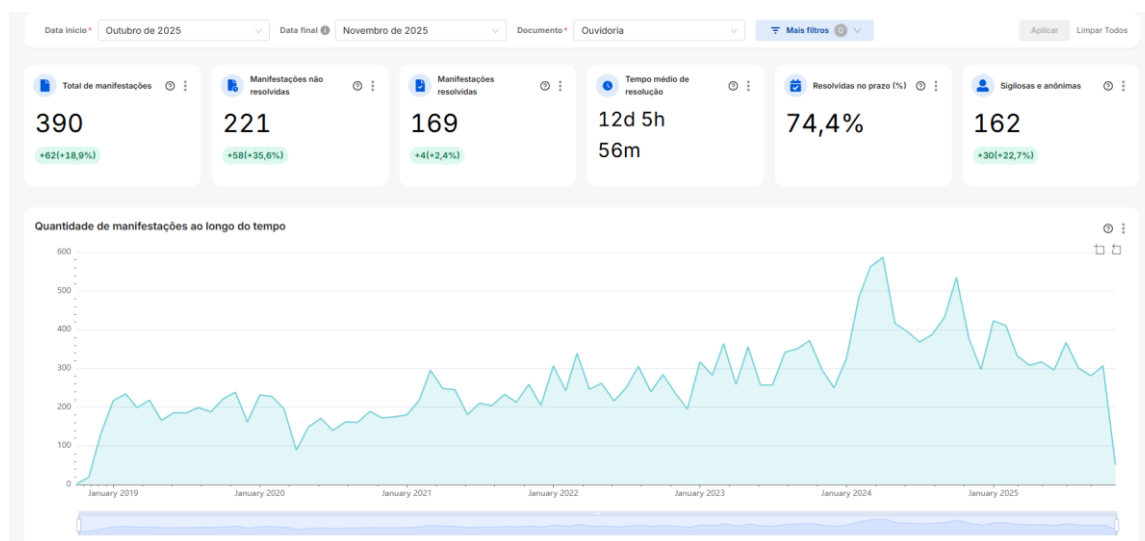 Data início* Outubro de 2025 Data final Novembro de 2025 Documento* Ouvidoria Mais filtros 0 Aplicar Limpar Todos
Total de manifestações
390
+62(+18,9%)
Manifestações não
resolvidas
221
+58(+35,6%)
Manifestações
resolvidas
169
+4(+2,4%)
Tempo médio de
resolução
12d 5h
56m
Resolvidas no prazo (%)
74,4%
Sigilosas e anônimas
162
+30(+22,7%)
Quantidade de manifestações ao longo do tempo
600
500
400
300
200
100
0
January 2019 January 2020 January 2021 January 2022 January 2023 January 2024 January 2025